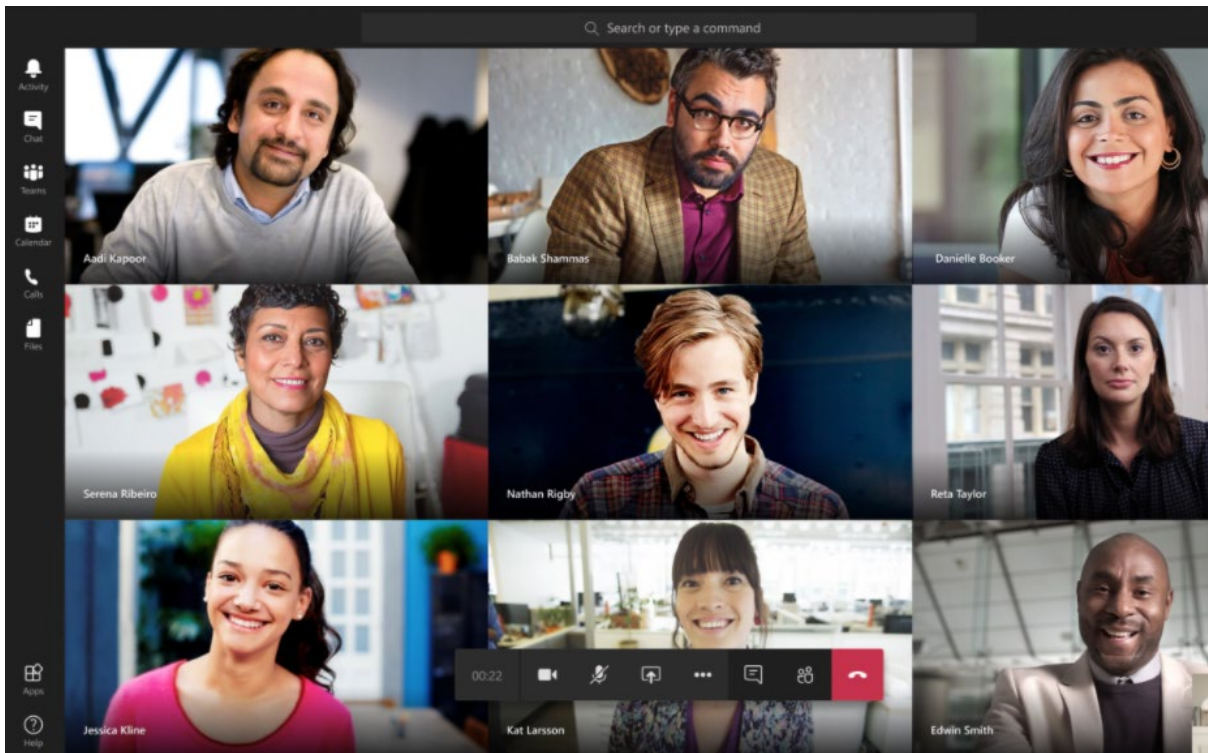 Search or type a command
Activity
Chat
Teams
Calendar
Calls
Files
Aadi Kapoor
Babak Shammas
Danielle Booker
Serena Ribeiro
Nathan Rigby
Reta Taylor
Jessica Kline
Kat Larsson
Edwin Smith
00:22
Apps
Help